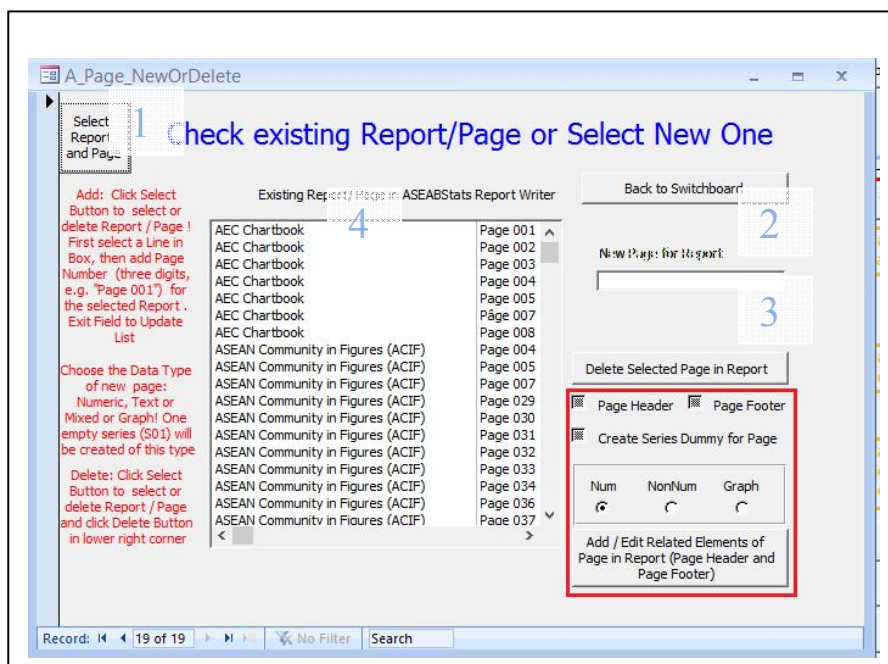 A_Page_NewOrDelete
Select
Report
and Page
1
Check existing Report/Page or Select New One
Add: Click Select
Button to select or
delete Report / Page !
First select a Line in
Box, then add Page
Number (three digits,
e.g. "Page 001") for
the selected Report .
Exit Field to Update
List
Choose the Data Type
of new page:
Numeric, Text or
Mixed or Graph! One
empty series (S01) will
be created of this type
Delete: Click Select
Button to select or
delete Report / Page
and click Delete Button
in lower right corner
Existing Report/ Page in ASEABStats Report Writer
4
AEC Chartbook Page 001
AEC Chartbook Page 002
AEC Chartbook Page 003
AEC Chartbook Page 004
AEC Chartbook Page 005
AEC Chartbook Page 007
AEC Chartbook Page 008
ASEAN Community in Figures (ACIF) Page 004
ASEAN Community in Figures (ACIF) Page 005
ASEAN Community in Figures (ACIF) Page 007
ASEAN Community in Figures (ACIF) Page 029
ASEAN Community in Figures (ACIF) Page 030
ASEAN Community in Figures (ACIF) Page 031
ASEAN Community in Figures (ACIF) Page 032
ASEAN Community in Figures (ACIF) Page 033
ASEAN Community in Figures (ACIF) Page 034
ASEAN Community in Figures (ACIF) Page 036
ASEAN Community in Figures (ACIF) Page 037
Back to Switchboard
2
New Page for Report:
3
Delete Selected Page in Report
Page Header Page Footer
Create Series Dummy for Page
Num NonNum Graph
Add / Edit Related Elements of
Page in Report (Page Header and
Page Footer)
Record: 19 of 19 No Filter Search